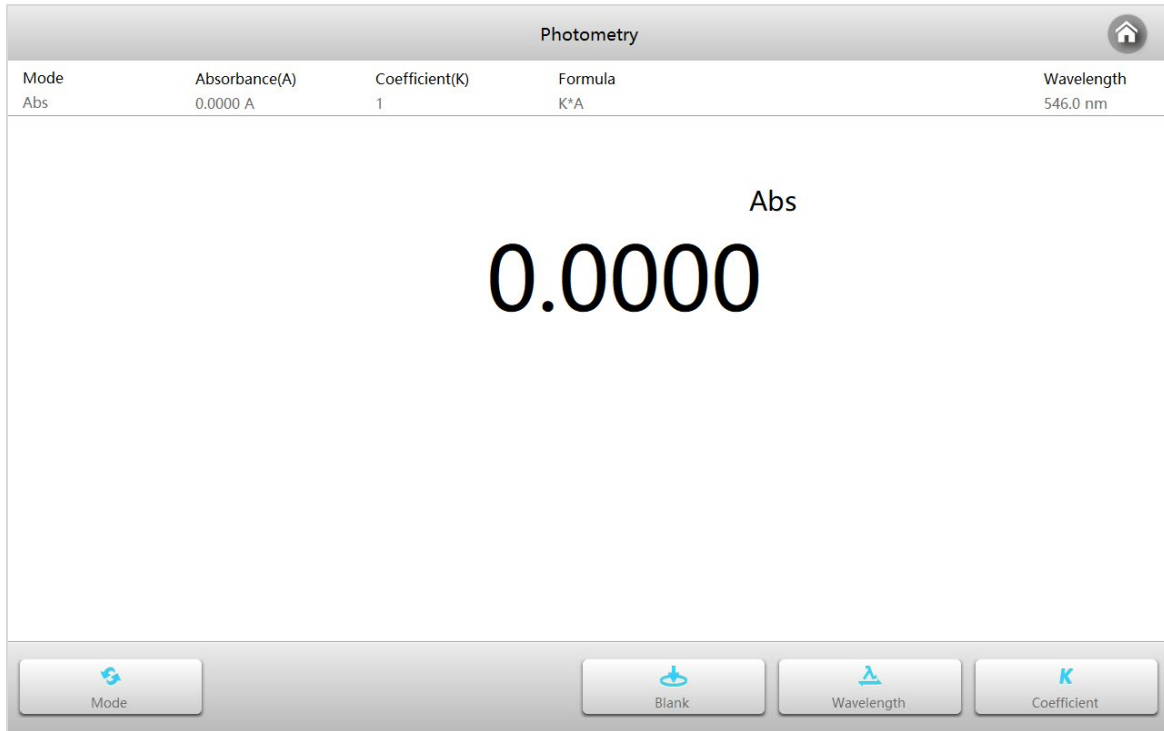 Photometry
Mode Absorbance(A) Coefficient(K) Formula Wavelength
Abs 0.0000 A 1 K*A 546.0 nm
Abs
0.0000
λ K
Mode Blank Wavelength Coefficient